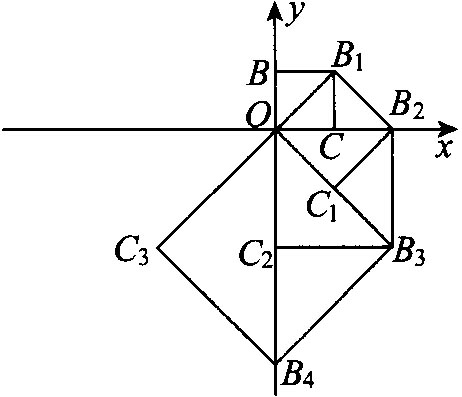 y
B B₁
O B₂
C x
C₁
C₃ C₂ B₃
B₄